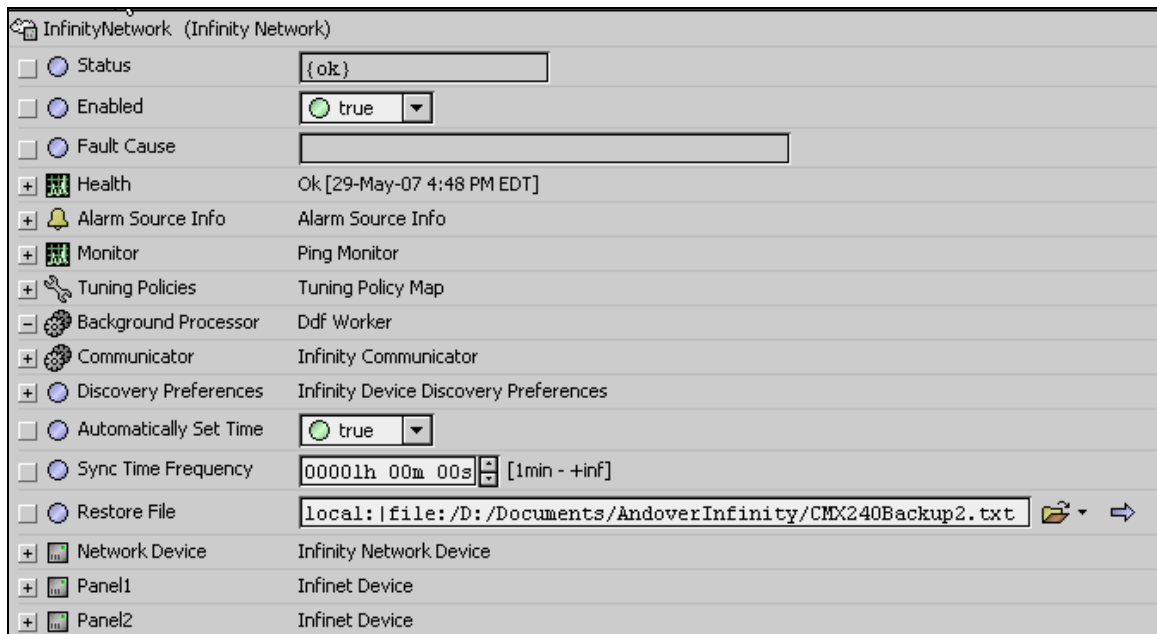 InfinityNetwork (Infinity Network)
Status {ok}
Enabled true
Fault Cause
Health Ok [29-May-07 4:48 PM EDT]
Alarm Source Info Alarm Source Info
Monitor Ping Monitor
Tuning Policies Tuning Policy Map
Background Processor Ddf Worker
Communicator Infinity Communicator
Discovery Preferences Infinity Device Discovery Preferences
Automatically Set Time true
Sync Time Frequency 00001h 00m 00s [1min - +inf]
Restore File local:|file:/D:/Documents/AndoverInfinity/CMX240Backup2.txt
Network Device Infinity Network Device
Panel1 Infinet Device
Panel2 Infinet Device